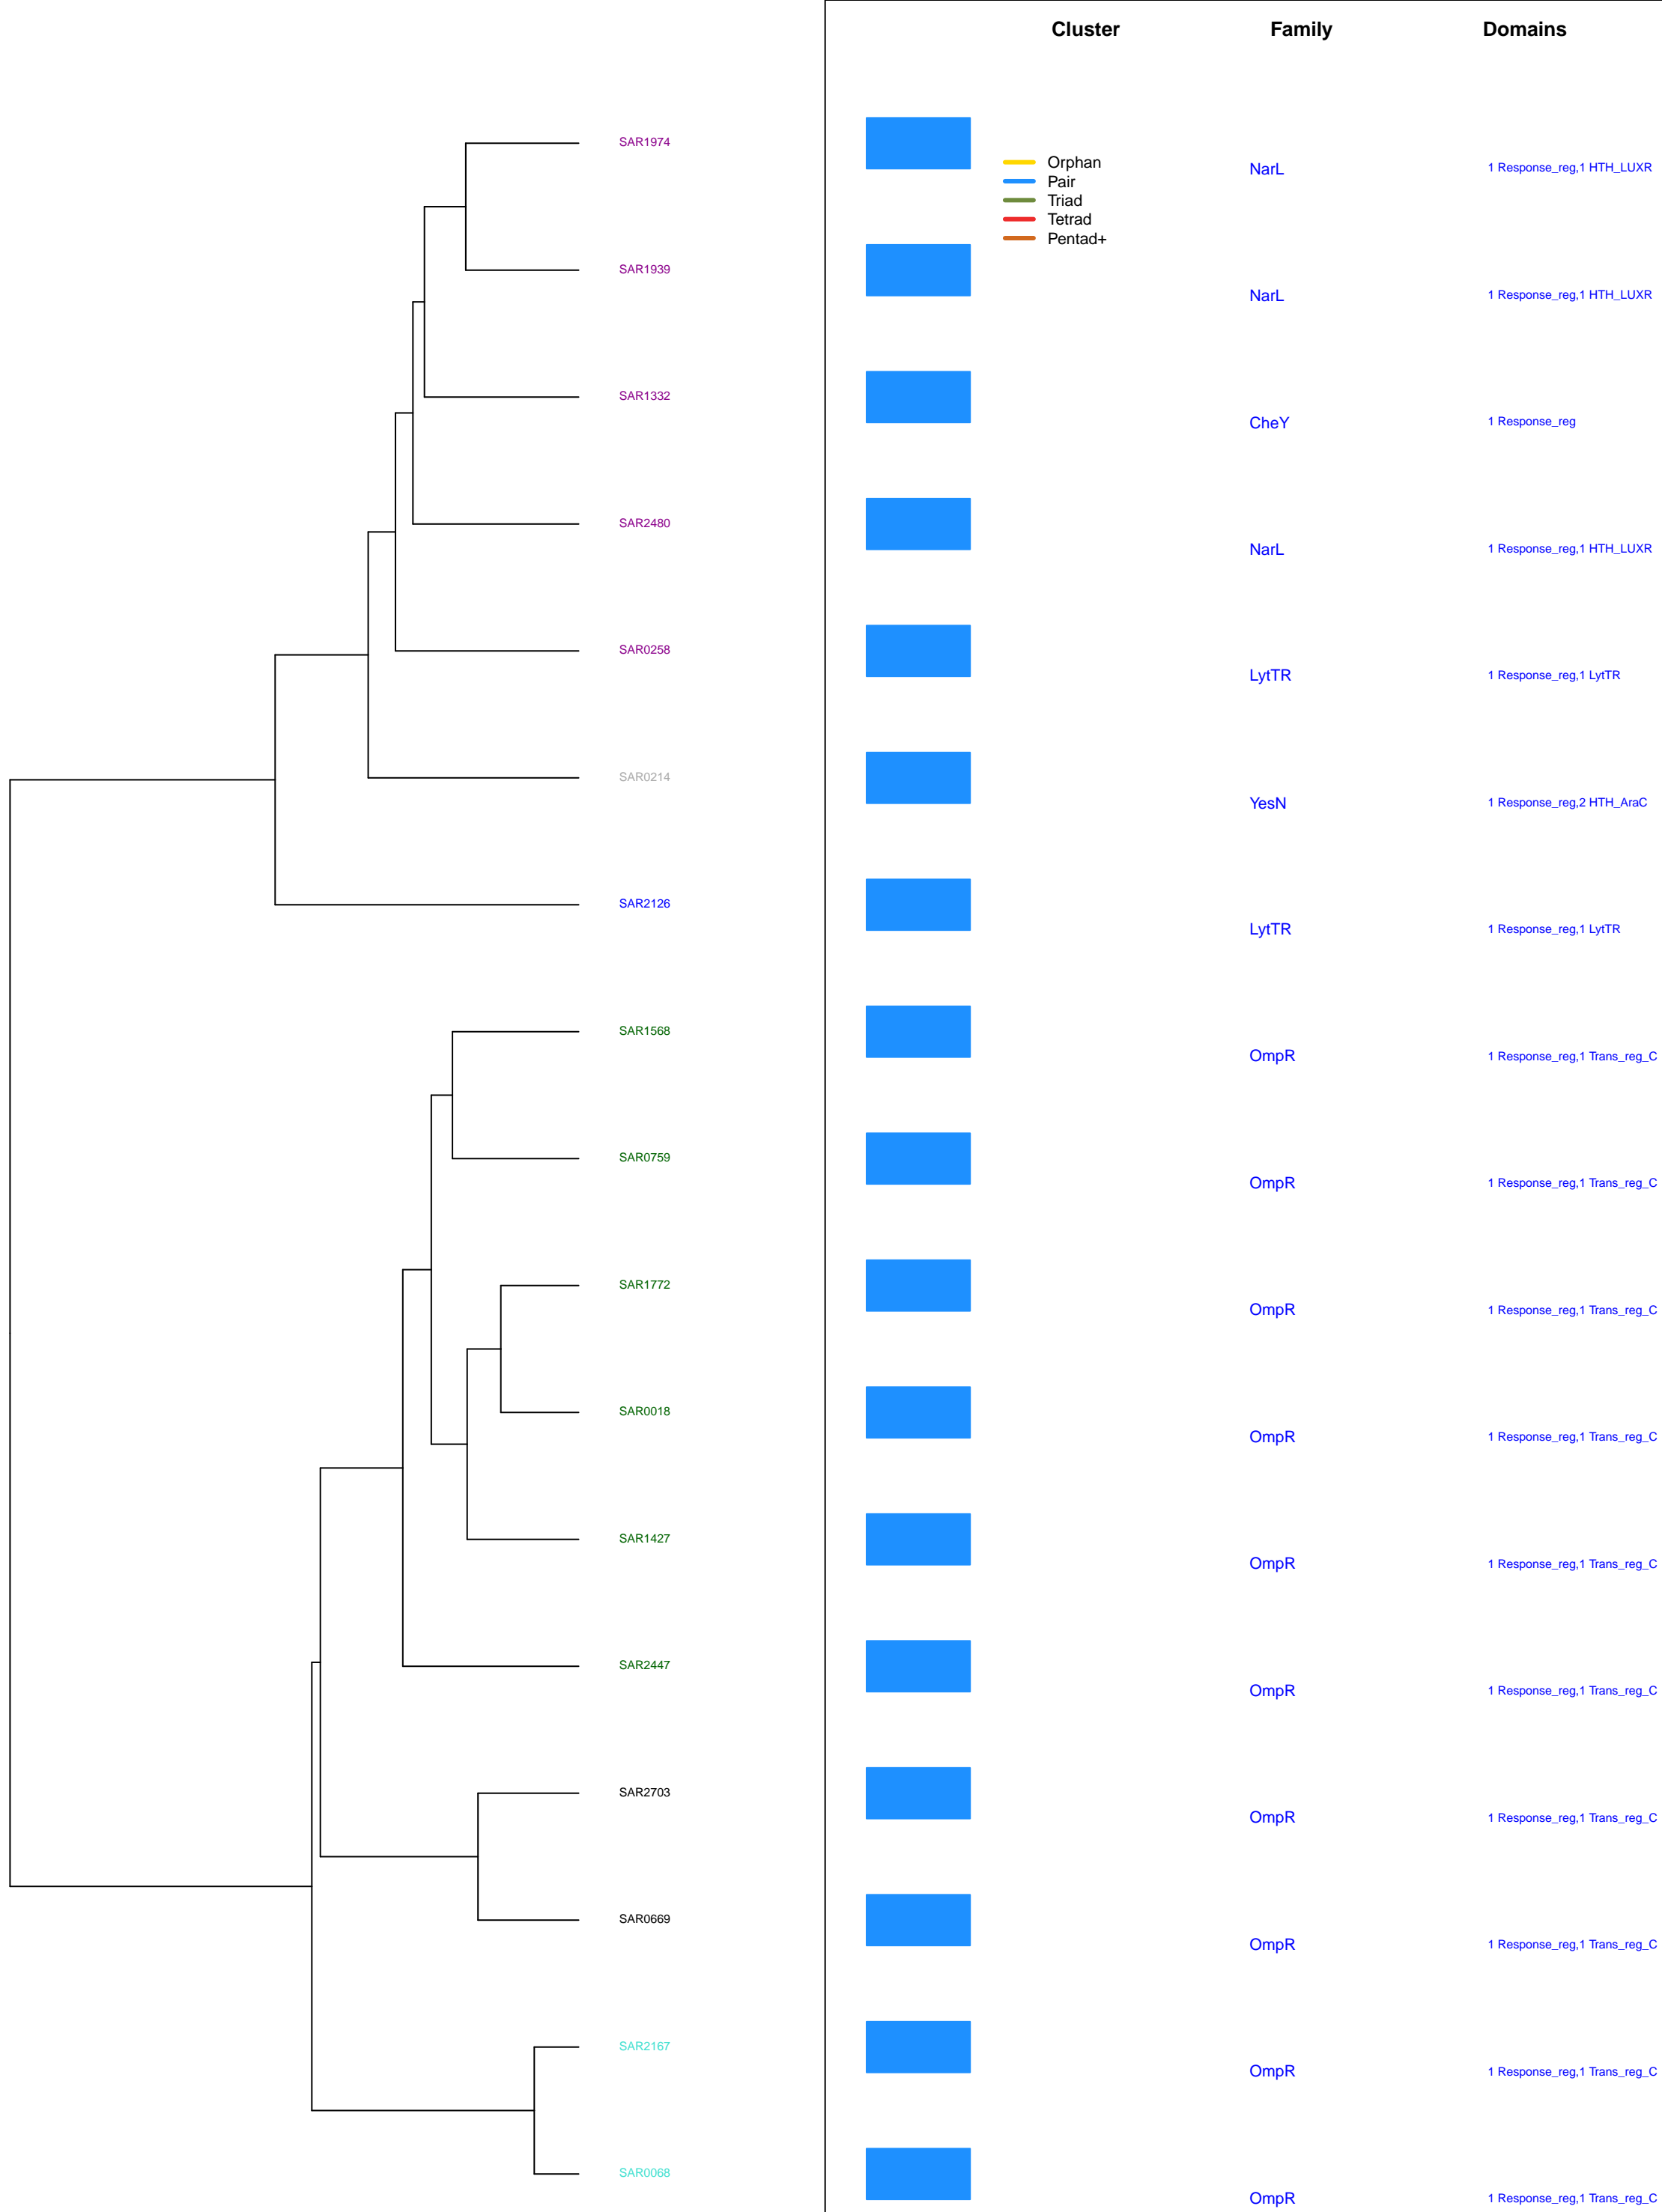 Cluster Family Domains
SAR1974
Orphan
Pair
Triad
Tetrad
Pentad+
NarL 1 Response_reg,1 HTH_LUXR
SAR1939
NarL 1 Response_reg,1 HTH_LUXR
SAR1332
CheY 1 Response_reg
SAR2480
NarL 1 Response_reg,1 HTH_LUXR
SAR0258
LytTR 1 Response_reg,1 LytTR
SAR0214
YesN 1 Response_reg,2 HTH_AraC
SAR2126
LytTR 1 Response_reg,1 LytTR
SAR1568
OmpR 1 Response_reg,1 Trans_reg_C
SAR0759
OmpR 1 Response_reg,1 Trans_reg_C
SAR1772
OmpR 1 Response_reg,1 Trans_reg_C
SAR0018
OmpR 1 Response_reg,1 Trans_reg_C
SAR1427
OmpR 1 Response_reg,1 Trans_reg_C
SAR2447
OmpR 1 Response_reg,1 Trans_reg_C
SAR2703
OmpR 1 Response_reg,1 Trans_reg_C
SAR0669
OmpR 1 Response_reg,1 Trans_reg_C
SAR2167
OmpR 1 Response_reg,1 Trans_reg_C
SAR0068
OmpR 1 Response_reg,1 Trans_reg_C